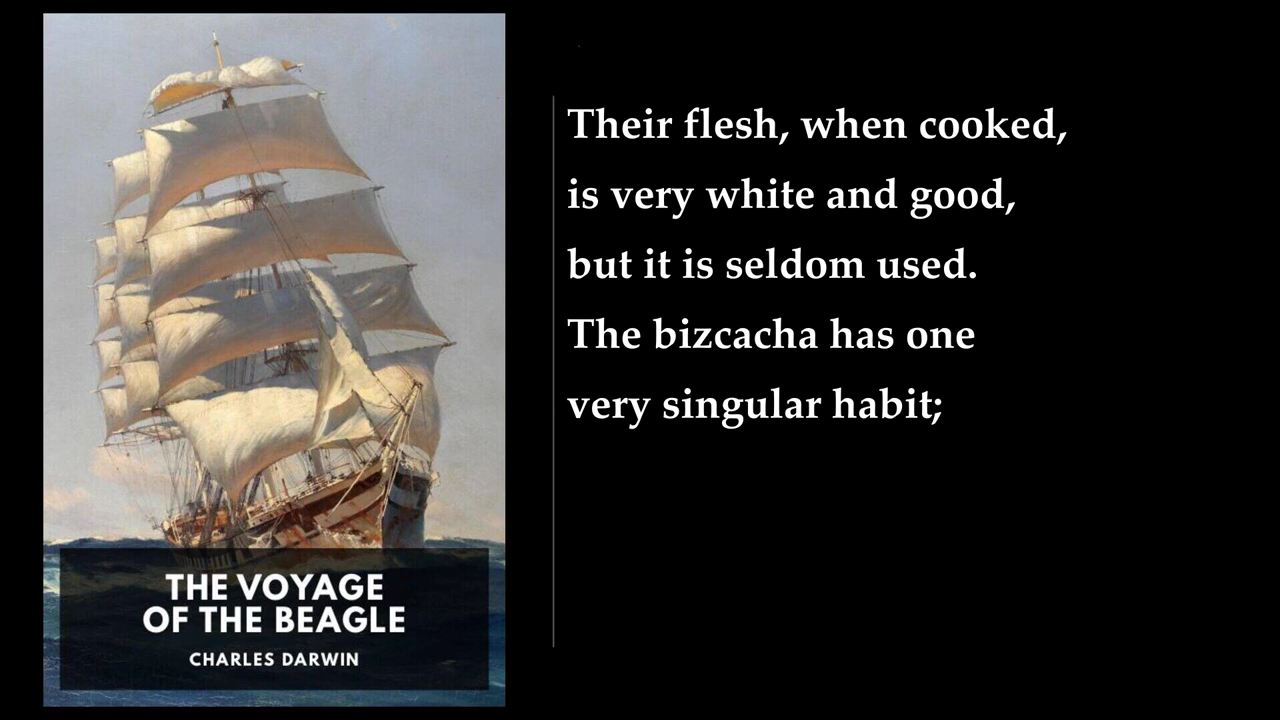 THE VOYAGE
OF THE BEAGLE
CHARLES DARWIN
Their flesh, when cooked,
is very white and good,
but it is seldom used.
The bizcacha has one
very singular habit;